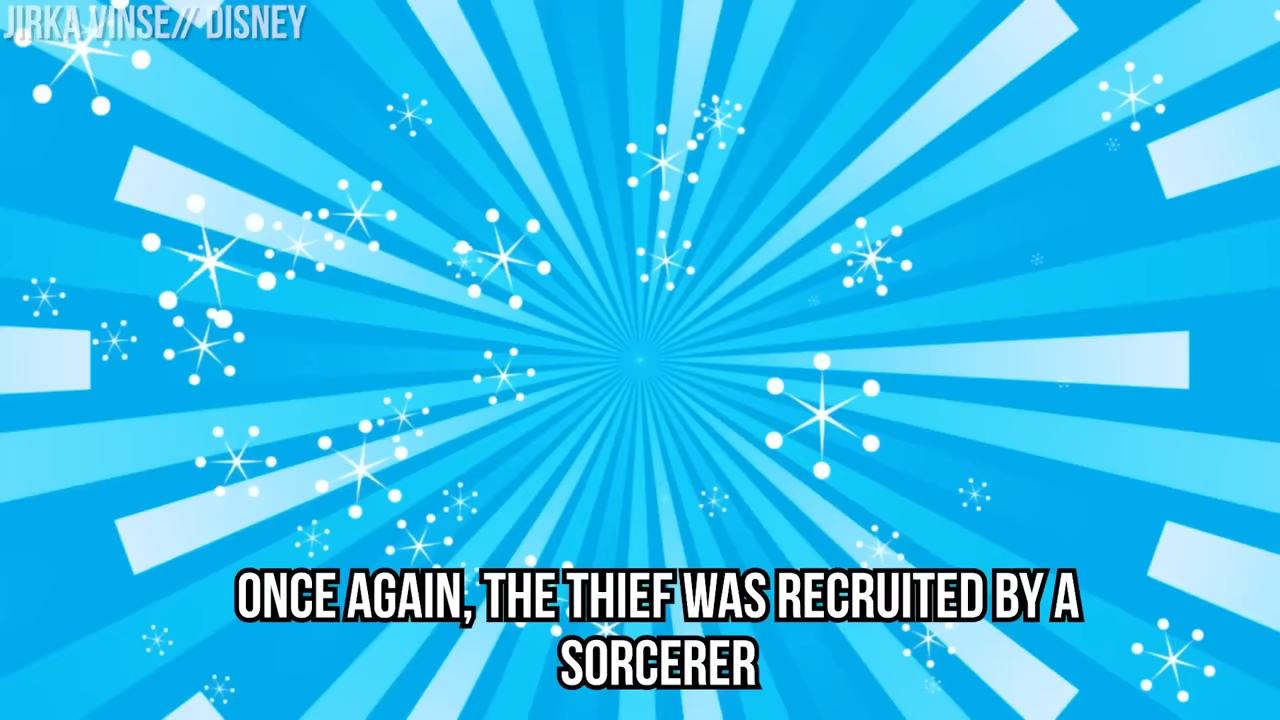 JIRKA VINSE// DISNEY
ONCE AGAIN, THE THIEF WAS RECRUITED BY A
SORCERER